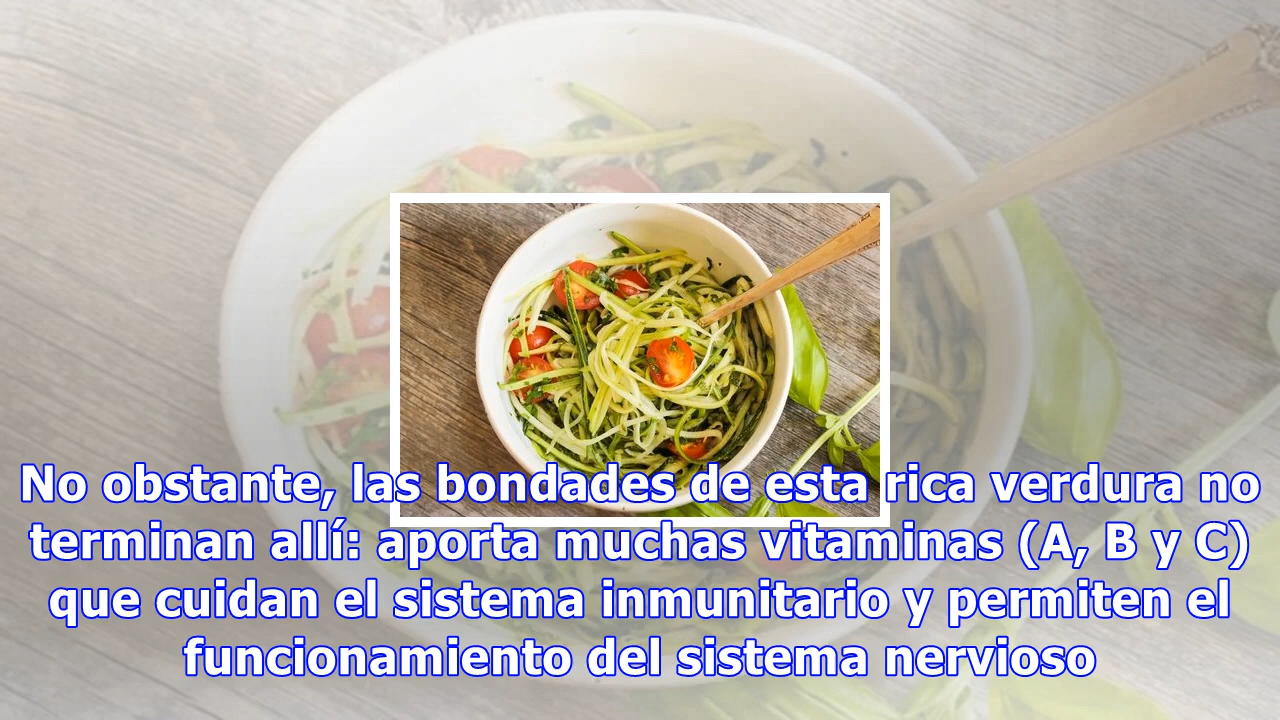 No obstante, las bondades de esta rica verdura no
terminan allí: aporta muchas vitaminas (A, B y C)
que cuidan el sistema inmunitario y permiten el
funcionamiento del sistema nervioso